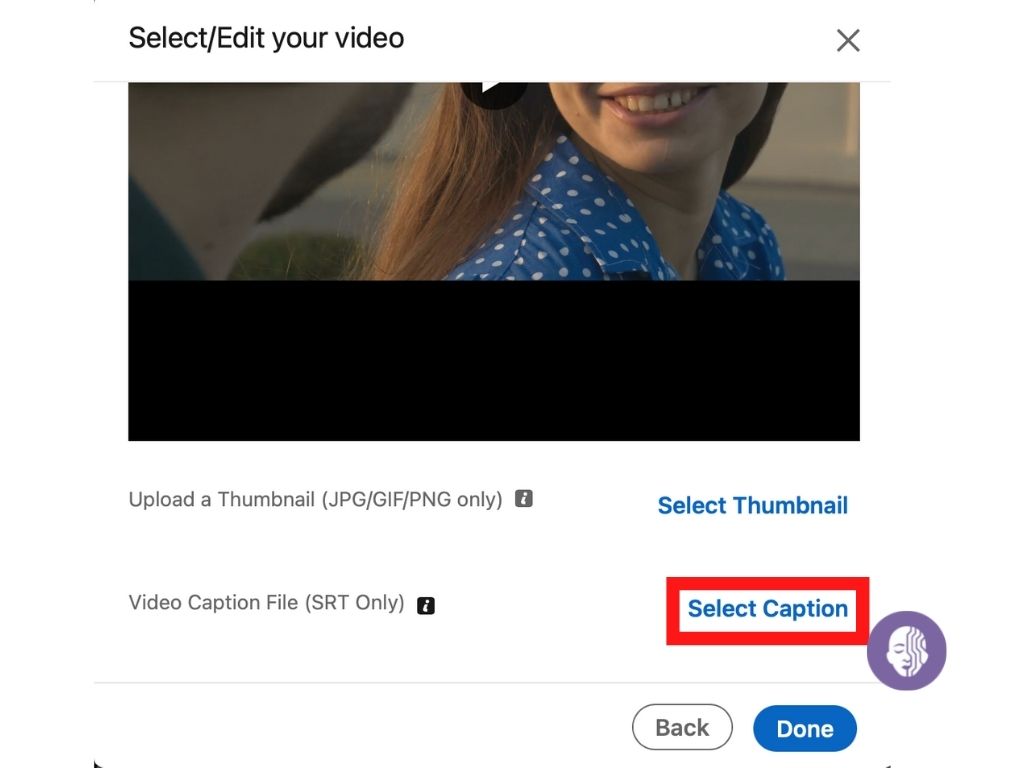 Select/Edit your video
Upload a Thumbnail (JPG/GIF/PNG only)
Select Thumbnail
Video Caption File (SRT Only)
Select Caption
Back
Done